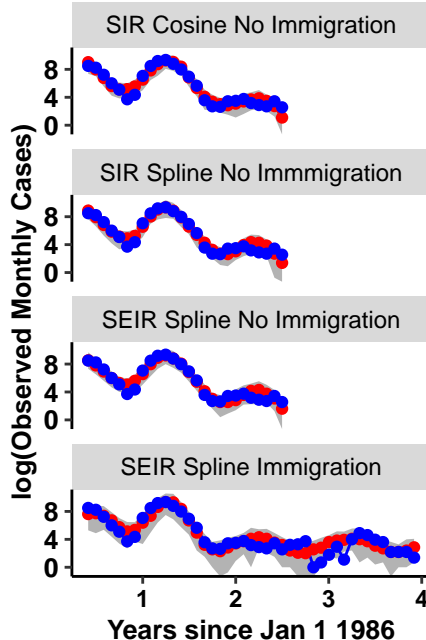 SIR Cosine No Immigration
8
4
0
SIR Spline No Immmigration
8
4
0
SEIR Spline No Immigration
8
4
0
SEIR Spline Immigration
8
4
0
1 2 3 4
Years since Jan 1 1986
log(Observed Monthly Cases)